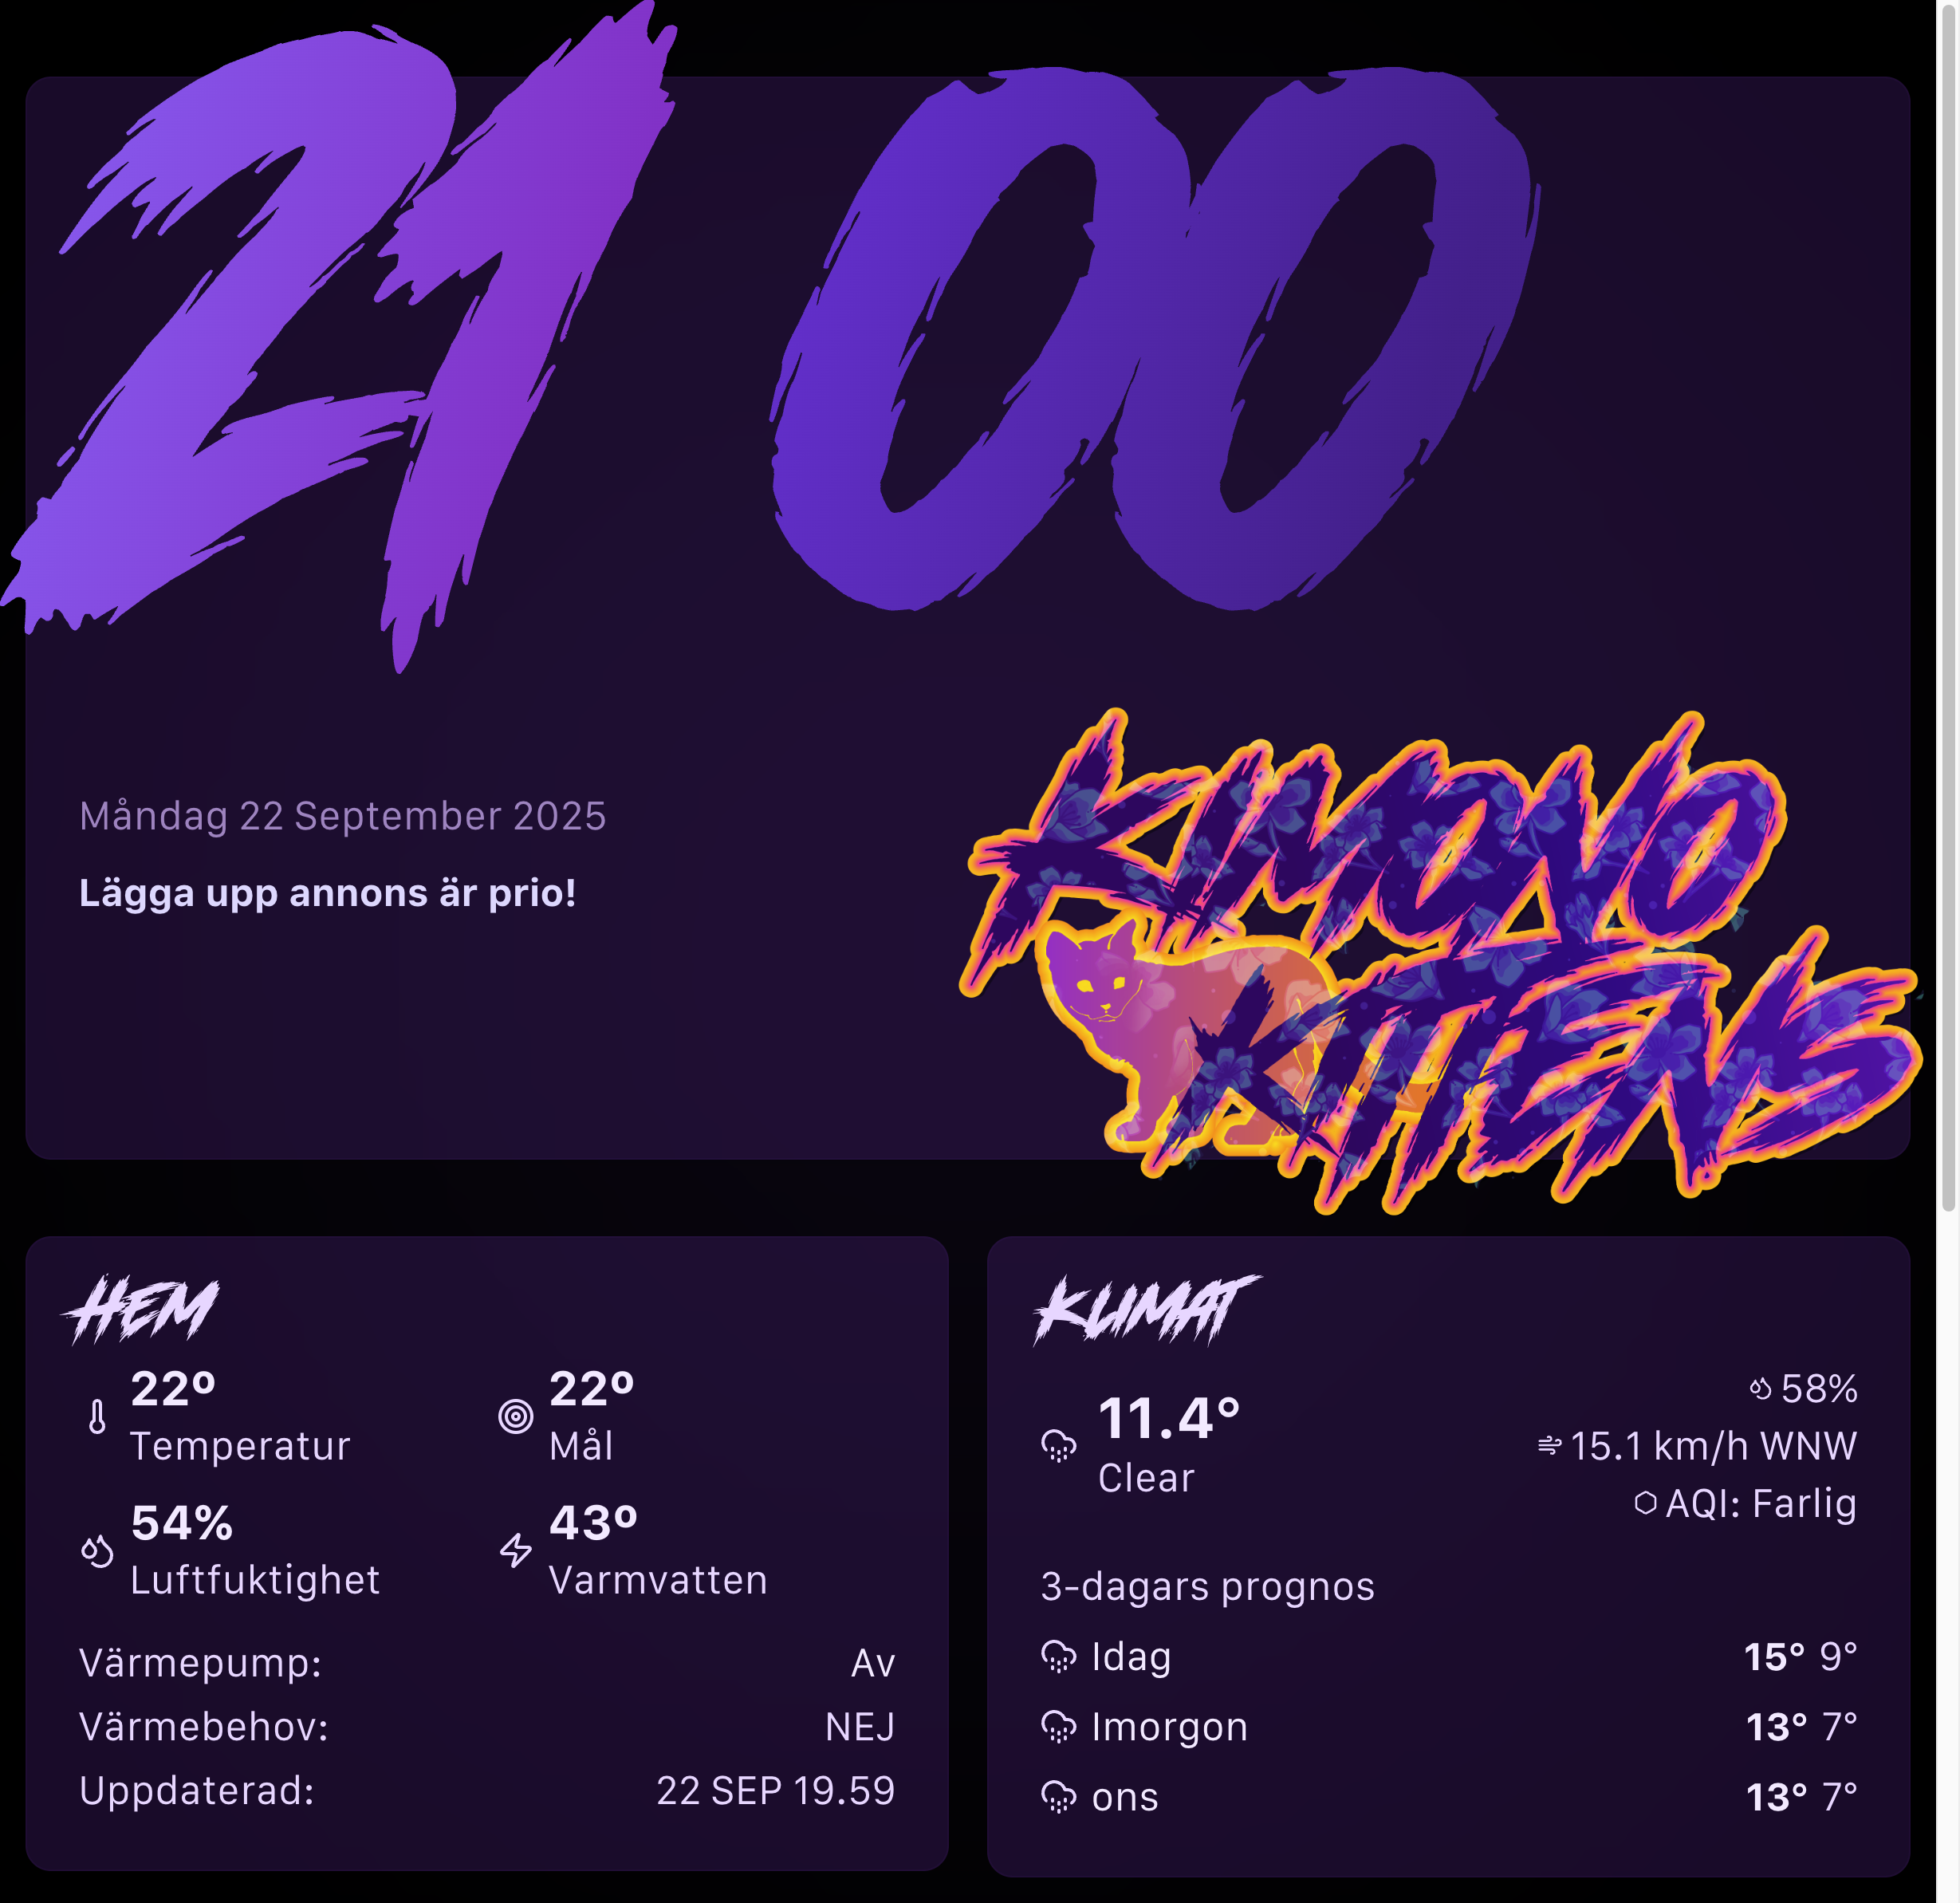 21 00
Måndag 22 September 2025
Lägga upp annons är prio!
KIMONO
KITTENS
HEM
22º
Temperatur
22º
Mål
54%
Luftfuktighet
43º
Varmvatten
Värmepump: Av
Värmebehov: NEJ
Uppdaterad: 22 SEP 19.59
KLIMAT
11.4°
Clear
58%
15.1 km/h WNW
AQI: Farlig
3-dagars prognos
Idag 15° 9°
Imorgon 13° 7°
ons 13° 7°